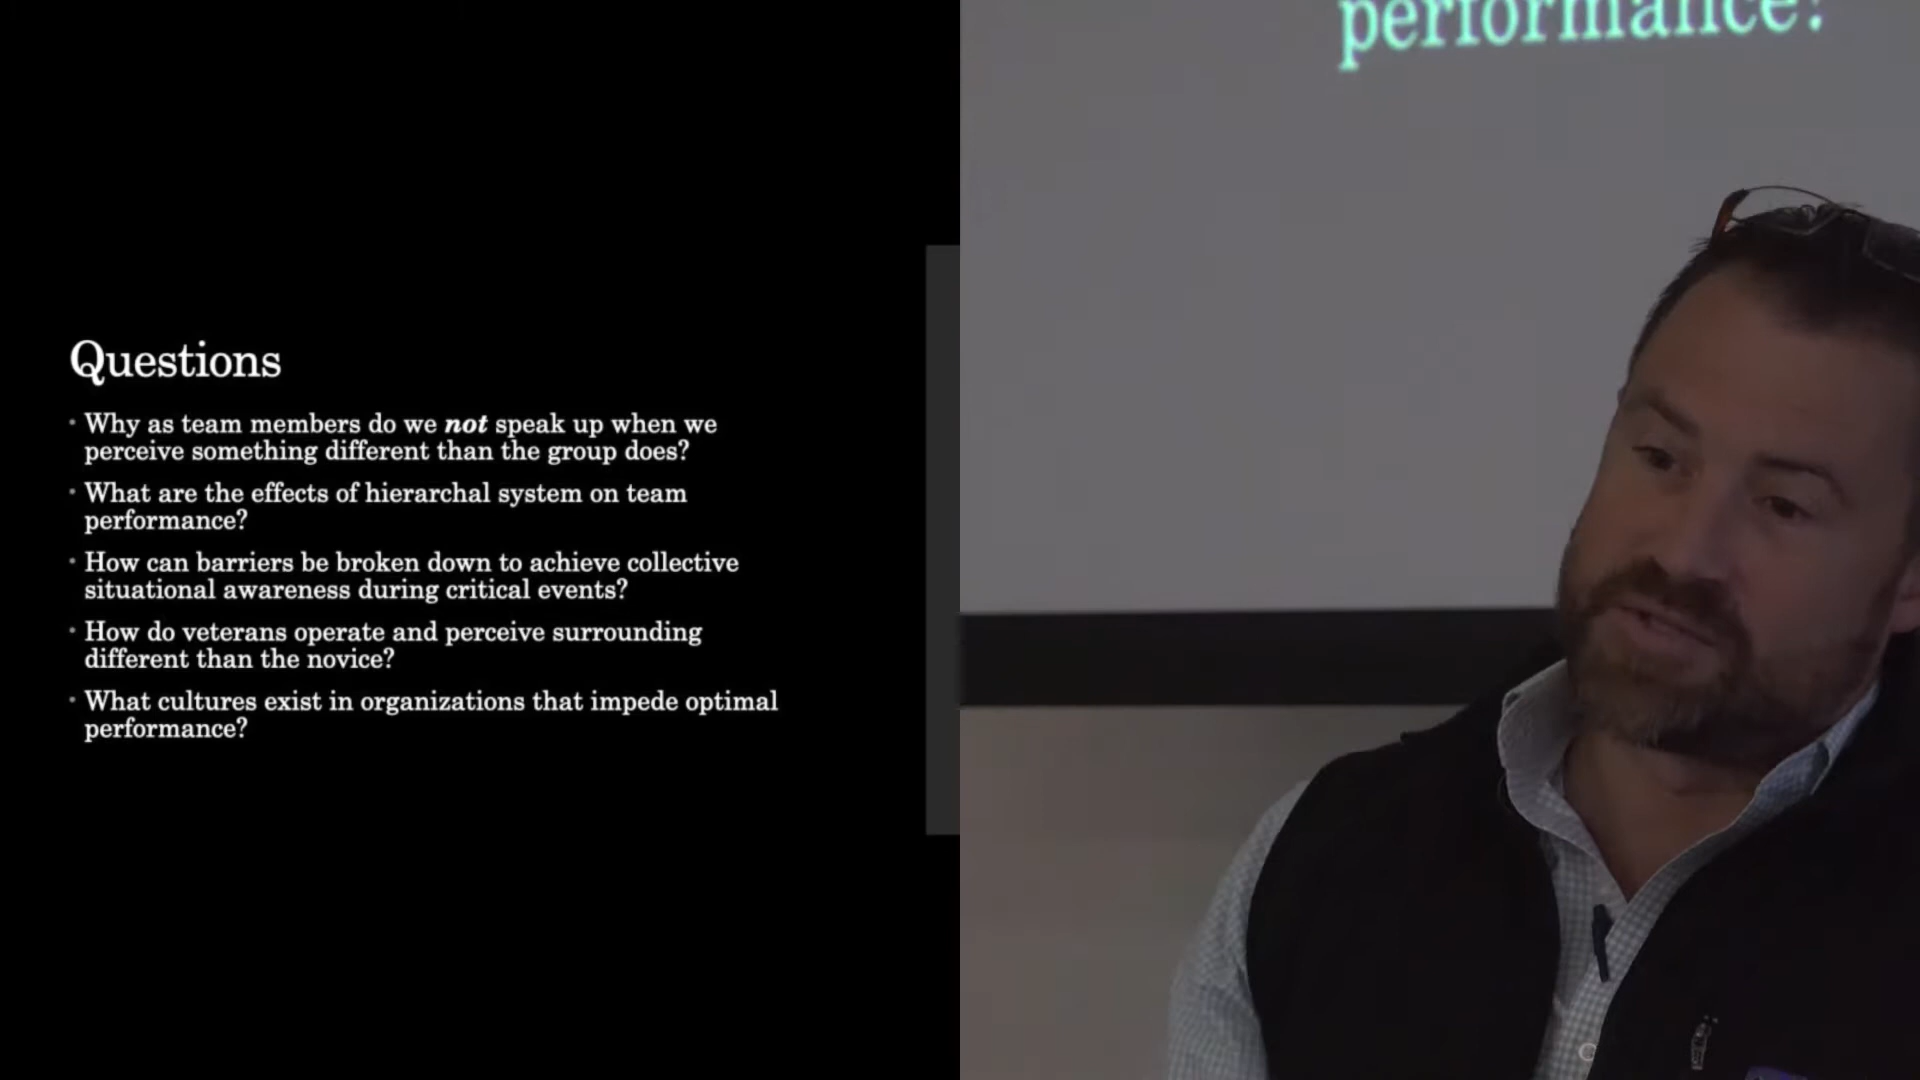 performance?
Questions
• Why as team members do we not speak up when we
perceive something different than the group does?
• What are the effects of hierarchal system on team
performance?
• How can barriers be broken down to achieve collective
situational awareness during critical events?
• How do veterans operate and perceive surrounding
different than the novice?
• What cultures exist in organizations that impede optimal
performance?